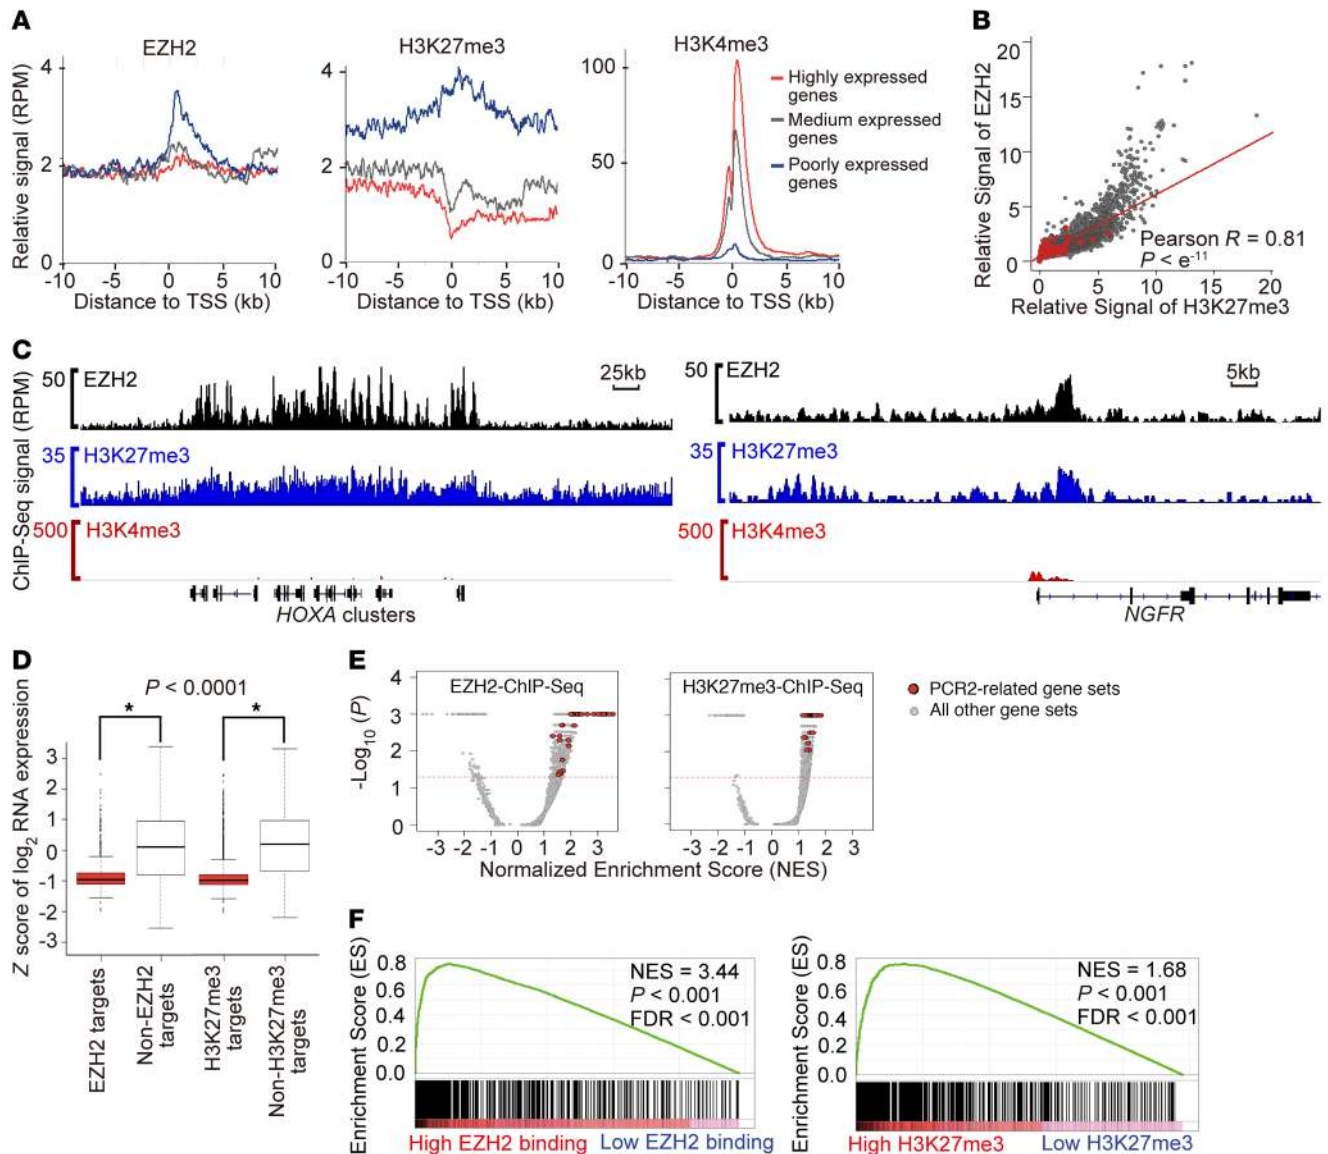 A
EZH2
H3K27me3
H3K4me3
Relative signal (RPM)
4
2
0
-10
-5
0
5
10
Distance to TSS (kb)
4
2
0
-10
-5
0
5
10
Distance to TSS (kb)
100
50
0
-10
-5
0
5
10
Distance to TSS (kb)
Highly expressed
genes
Medium expressed
genes
Poorly expressed
genes
B
Relative Signal of EZH2
20
15
10
5
0
Pearson R = 0.81
P < e-11
0
5
10
15
20
Relative Signal of H3K27me3
C
ChIP-Seq signal (RPM)
50
EZH2
25kb
35
H3K27me3
500
H3K4me3
HOXA clusters
50
EZH2
5kb
35
H3K27me3
500
H3K4me3
NGFR
D
P < 0.0001
*
*
Z score of log2 RNA expression
3
2
1
0
-1
-2
-3
EZH2 targets
Non-EZH2
targets
H3K27me3
targets
Non-H3K27me3
targets
E
-Log10 (P)
4
3
2
1
0
EZH2-ChIP-Seq
H3K27me3-ChIP-Seq
-3
-2
-1
0
1
2
3
-3
-2
-1
0
1
2
3
Normalized Enrichment Score (NES)
PCR2-related gene sets
All other gene sets
F
Enrichment Score (ES)
0.8
0.6
0.4
0.2
0.0
NES = 3.44
P < 0.001
FDR < 0.001
High EZH2 binding
Low EZH2 binding
Enrichment Score (ES)
0.8
0.6
0.4
0.2
0.0
NES = 1.68
P < 0.001
FDR < 0.001
High H3K27me3
Low H3K27me3